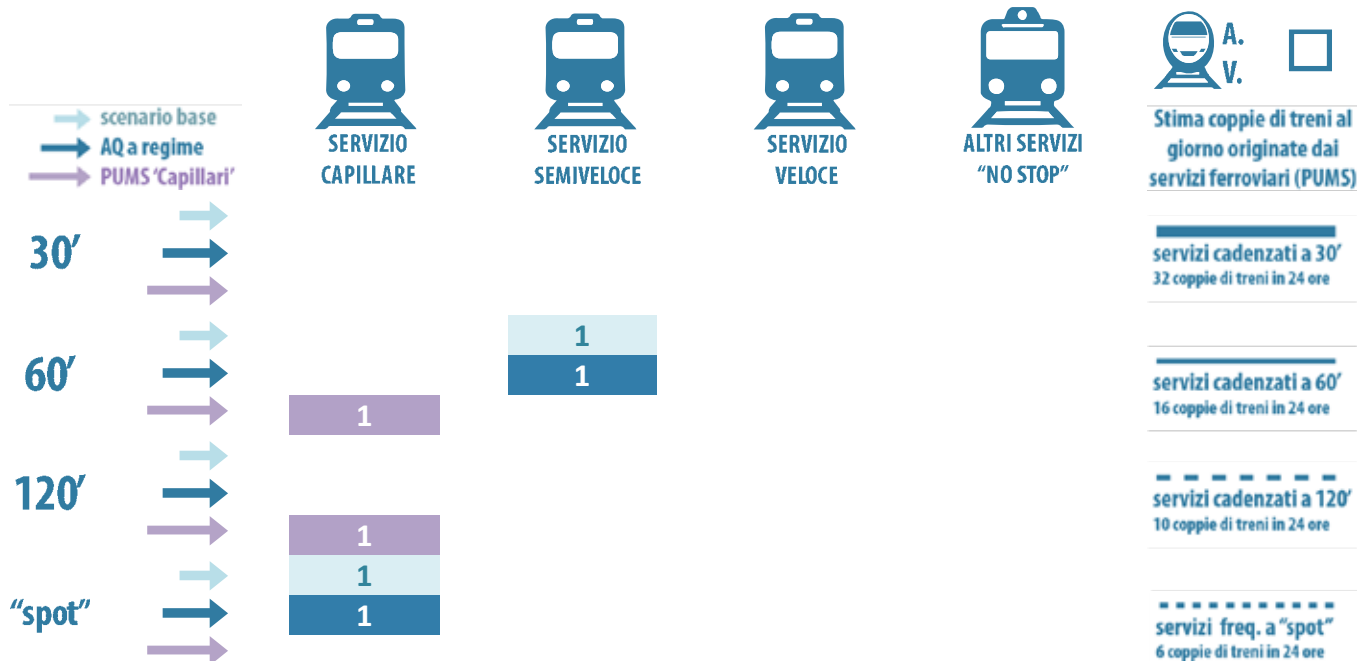 A.
V.
SERVIZIO
CAPILLARE
SERVIZIO
SEMIVELOCE
SERVIZIO
VELOCE
ALTRI SERVIZI
“NO STOP”
scenario base
AQ a regime
PUMS ‘Capillari’
Stima coppie di treni al
giorno originate dai
servizi ferroviari (PUMS)
30’
servizi cadenzati a 30’
32 coppie di treni in 24 ore
60’
1
1
1
servizi cadenzati a 60’
16 coppie di treni in 24 ore
120’
1
servizi cadenzati a 120’
10 coppie di treni in 24 ore
“spot”
1
1
servizi freq. a “spot”
6 coppie di treni in 24 ore